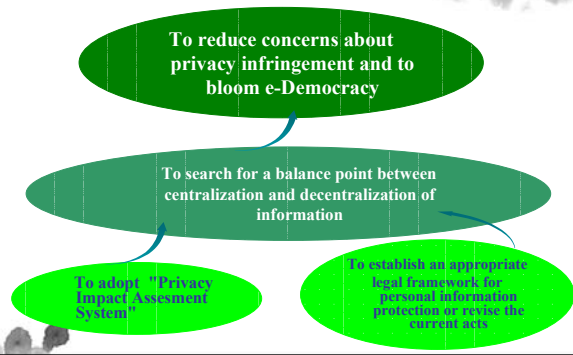 To reduce concerns about
privacy infringement and to
bloom e-Democracy
To search for a balance point between
centralization and decentralization of
information
To adopt "Privacy
Impact Assesment
System"
To establish an appropriate
legal framework for
personal information
protection or revise the
current acts